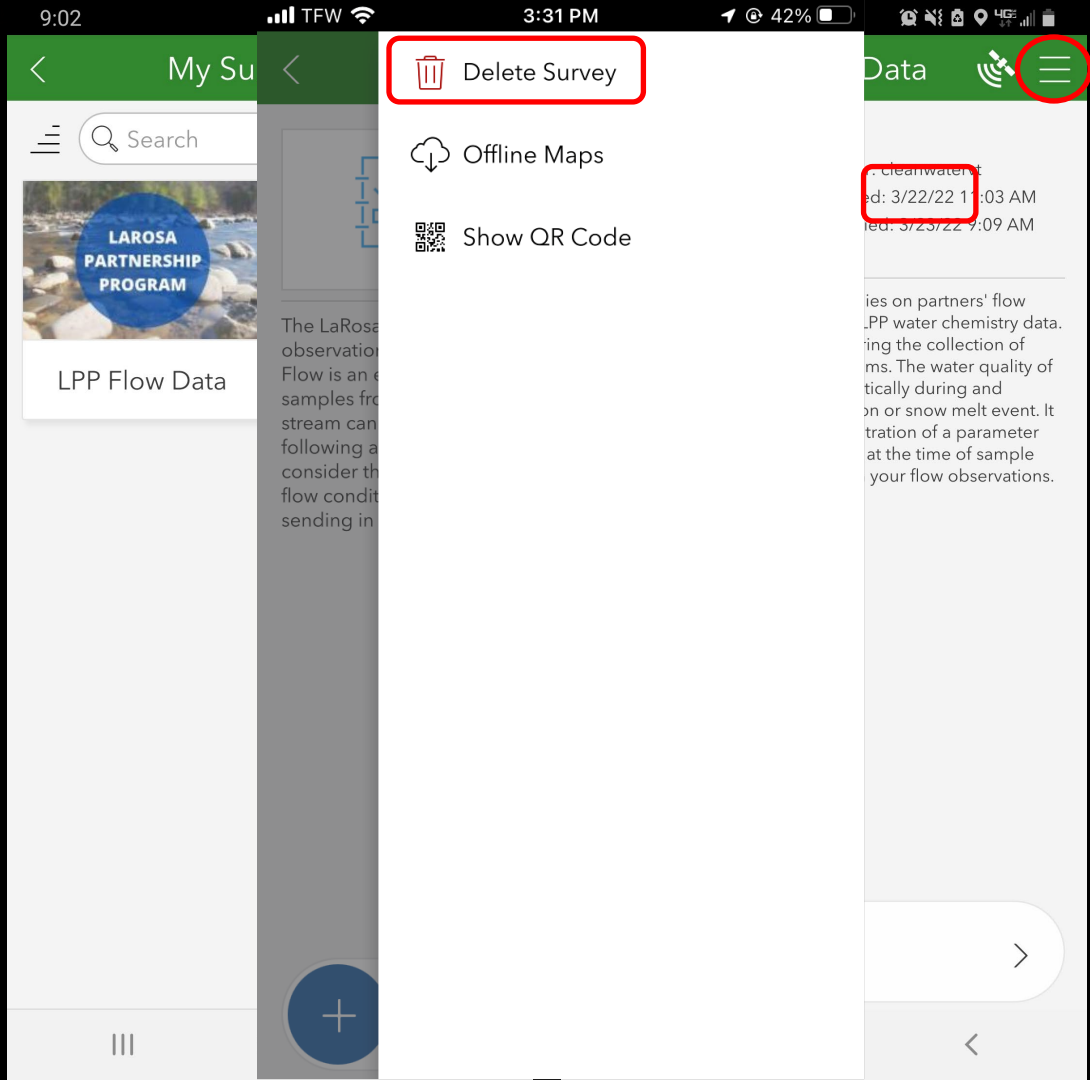 9:02
My Su
Search
LAROSA
PARTNERSHIP
PROGRAM
LPP Flow Data
TFW
3:31 PM
42%
The LaRosa
observation
Flow is an e
samples fro
stream can
following a
consider th
flow condit
sending in
Delete Survey
Offline Maps
Show QR Code
4GE
Data
: cleanwatervt
ed: 3/22/22 11:03 AM
ied: 3/23/22 9:09 AM
ies on partners' flow
LPP water chemistry data.
ring the collection of
ms. The water quality of
tically during and
on or snow melt event. It
tration of a parameter
at the time of sample
your flow observations.